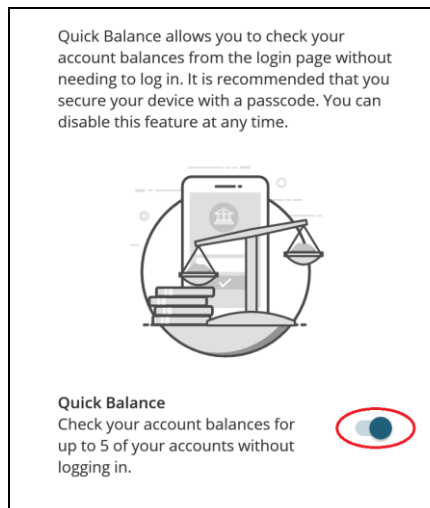 Quick Balance allows you to check your
account balances from the login page without
needing to log in. It is recommended that you
secure your device with a passcode. You can
disable this feature at any time.
Quick Balance
Check your account balances for
up to 5 of your accounts without
logging in.